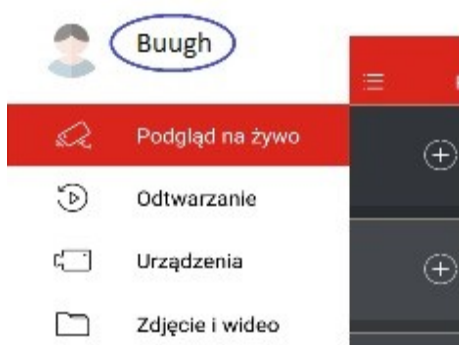 Buugh
Podgląd na żywo
Odtwarzanie
Urządzenia
Zdjęcie i wideo